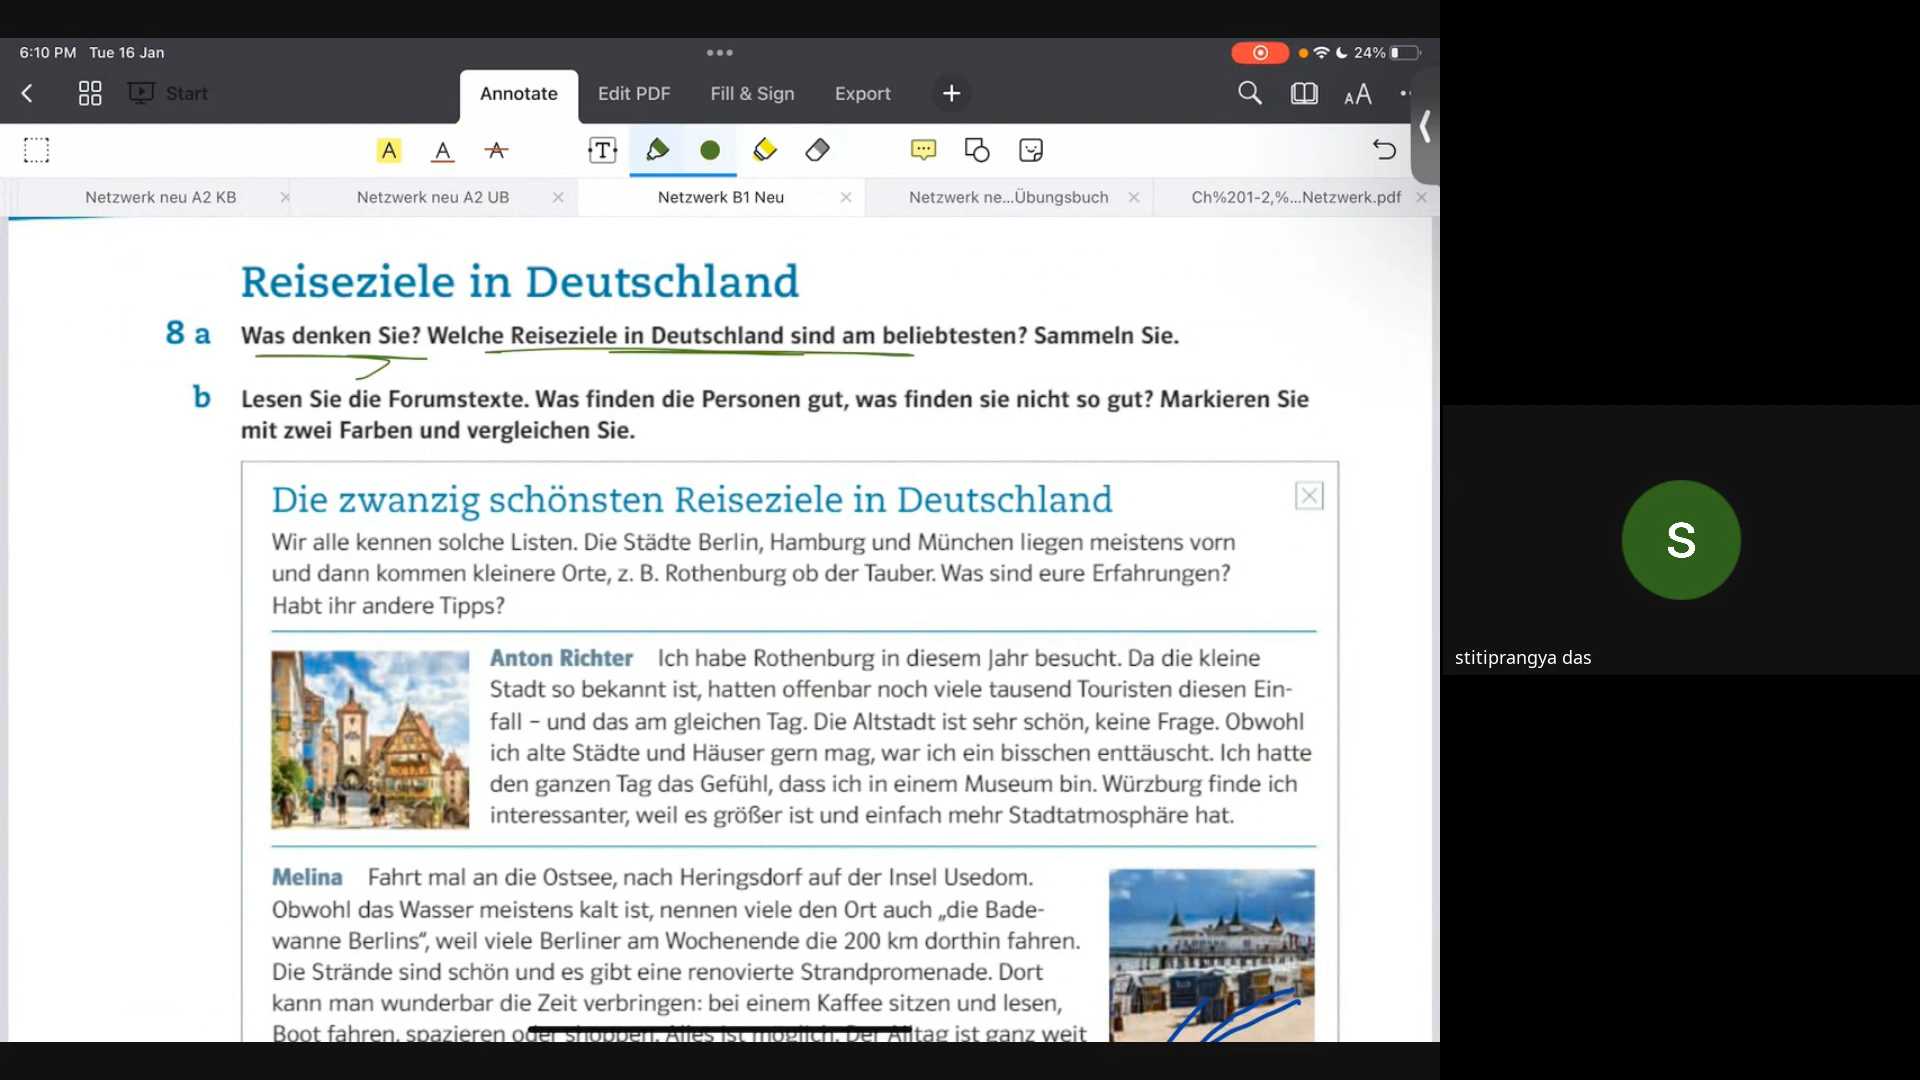 6:10 PM Tue 16 Jan
24%
Start
Annotate
Edit PDF
Fill & Sign
Export
Netzwerk neu A2 KB
Netzwerk neu A2 UB
Netzwerk B1 Neu
Netzwerk ne...Übungsbuch
Ch%201-2,%...Netzwerk.pdf
Reiseziele in Deutschland
8 a Was denken Sie? Welche Reiseziele in Deutschland sind am beliebtesten? Sammeln Sie.
b Lesen Sie die Forumstexte. Was finden die Personen gut, was finden sie nicht so gut? Markieren Sie
mit zwei Farben und vergleichen Sie.
Die zwanzig schönsten Reiseziele in Deutschland
Wir alle kennen solche Listen. Die Städte Berlin, Hamburg und München liegen meistens vorn
und dann kommen kleinere Orte, z. B. Rothenburg ob der Tauber. Was sind eure Erfahrungen?
Habt ihr andere Tipps?
Anton Richter Ich habe Rothenburg in diesem Jahr besucht. Da die kleine
Stadt so bekannt ist, hatten offenbar noch viele tausend Touristen diesen Ein-
fall – und das am gleichen Tag. Die Altstadt ist sehr schön, keine Frage. Obwohl
ich alte Städte und Häuser gern mag, war ich ein bisschen enttäuscht. Ich hatte
den ganzen Tag das Gefühl, dass ich in einem Museum bin. Würzburg finde ich
interessanter, weil es größer ist und einfach mehr Stadtatmosphäre hat.
Melina Fahrt mal an die Ostsee, nach Heringsdorf auf der Insel Usedom.
Obwohl das Wasser meistens kalt ist, nennen viele den Ort auch „die Bade-
wanne Berlins“, weil viele Berliner am Wochenende die 200 km dorthin fahren.
Die Strände sind schön und es gibt eine renovierte Strandpromenade. Dort
kann man wunderbar die Zeit verbringen: bei einem Kaffee sitzen und lesen,
Boot fahren, spazieren oder shoppen. Alles ist möglich. Der Alltag ist ganz weit
S
stitiprangya das